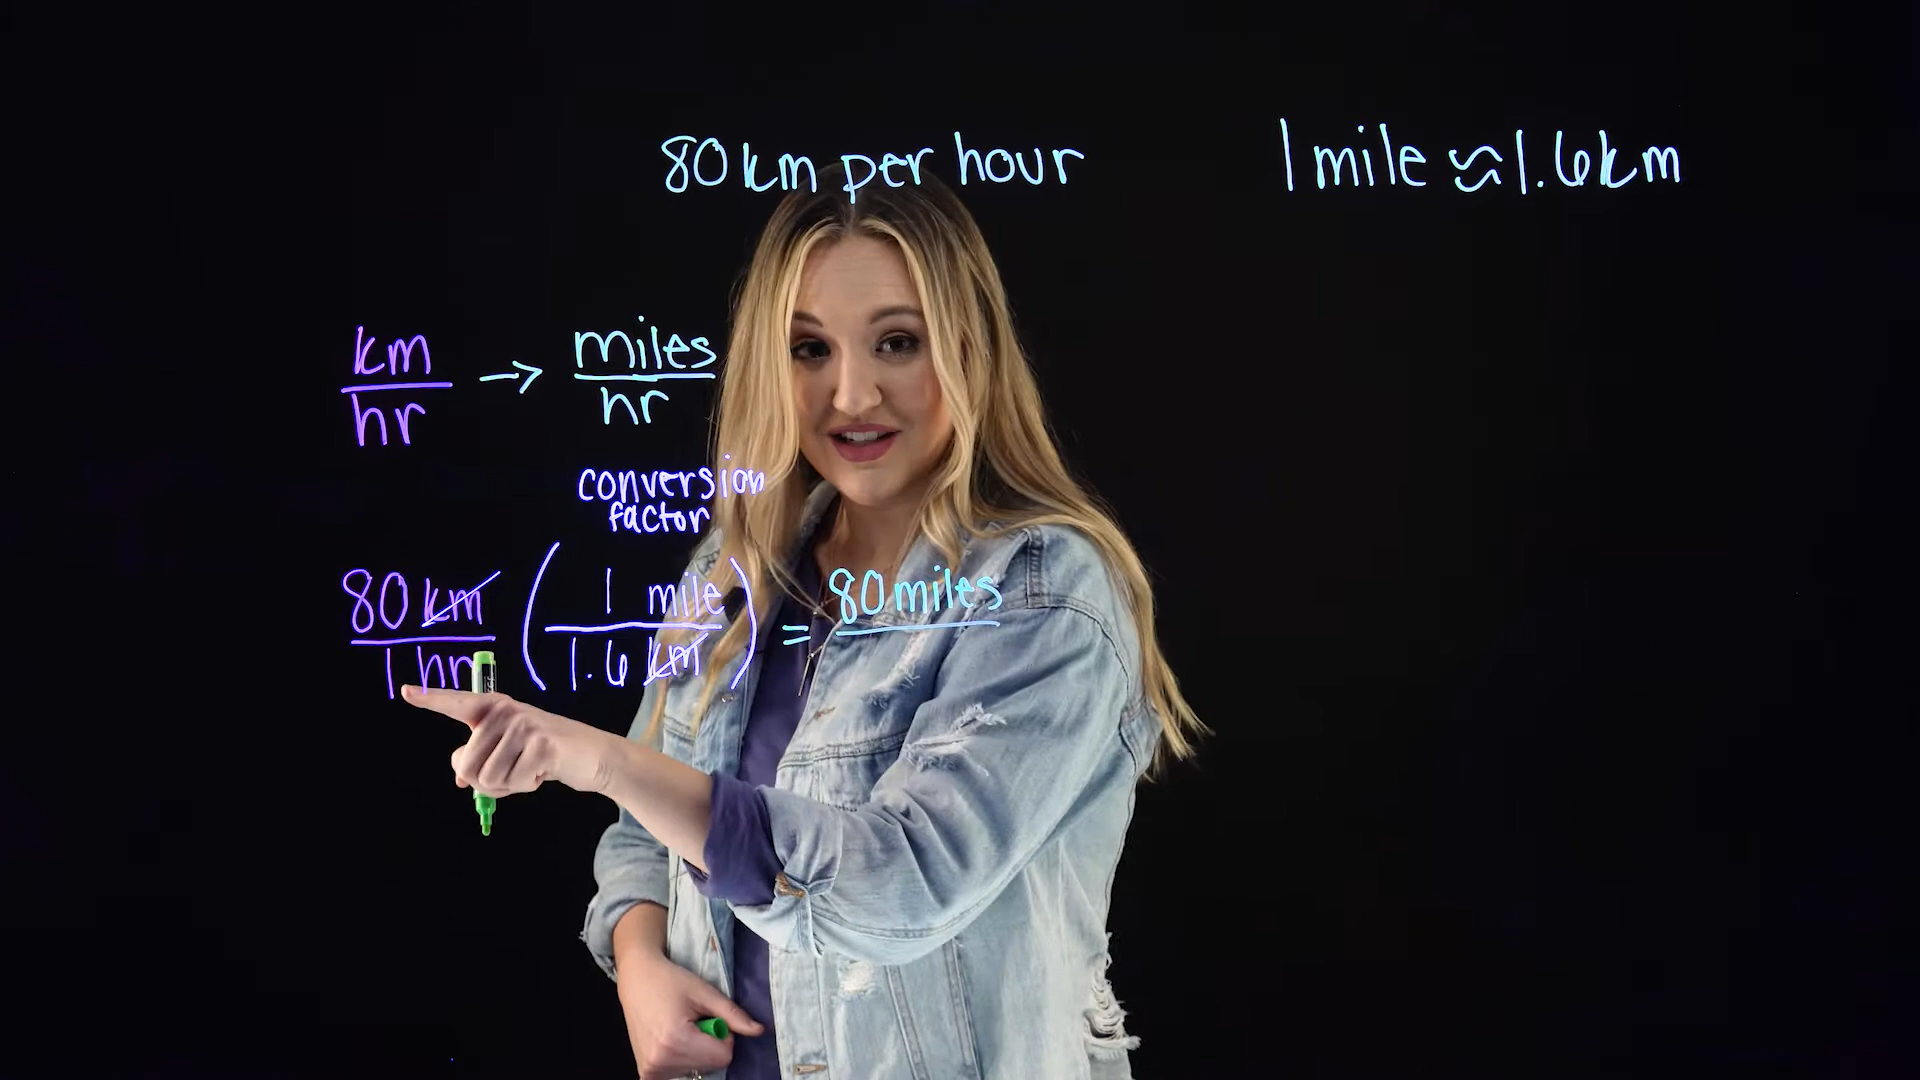 80 km per hour
1 mile ≈ 1.6 km
km
hr
→
miles
hr
conversion
factor
80 km
1 hr
(
1 mile
1.6 km
)
=
80 miles